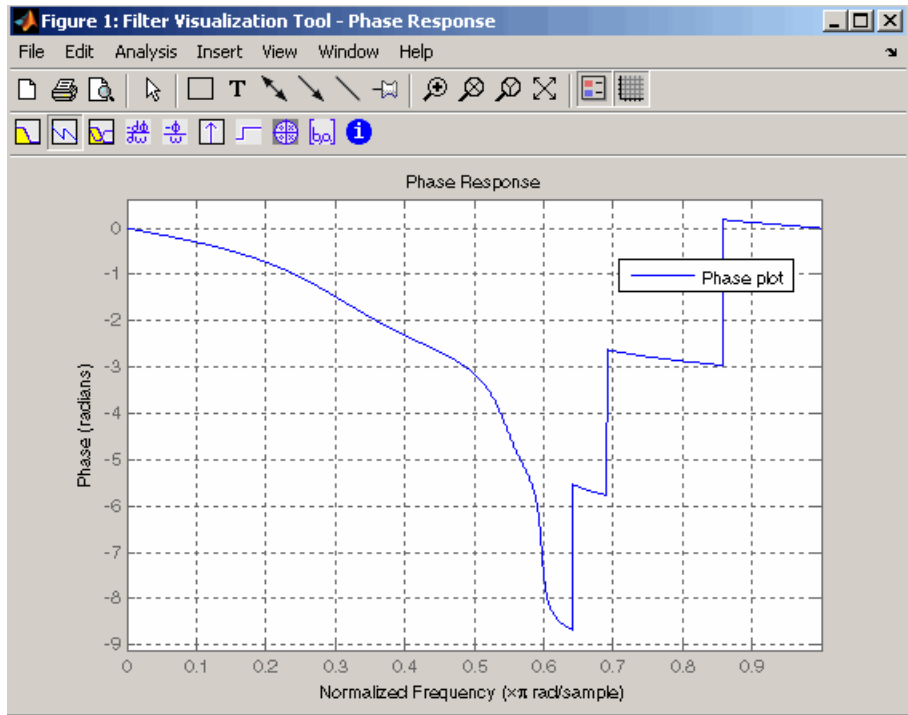 Figure 1: Filter Visualization Tool - Phase Response
File Edit Analysis Insert View Window Help
T
-dϕ
dω
-ϕ
ω
[b,a]
i
Phase Response
Phase plot
0
-1
-2
-3
-4
-5
-6
-7
-8
-9
Phase (radians)
0 0.1 0.2 0.3 0.4 0.5 0.6 0.7 0.8 0.9
Normalized Frequency (×π rad/sample)